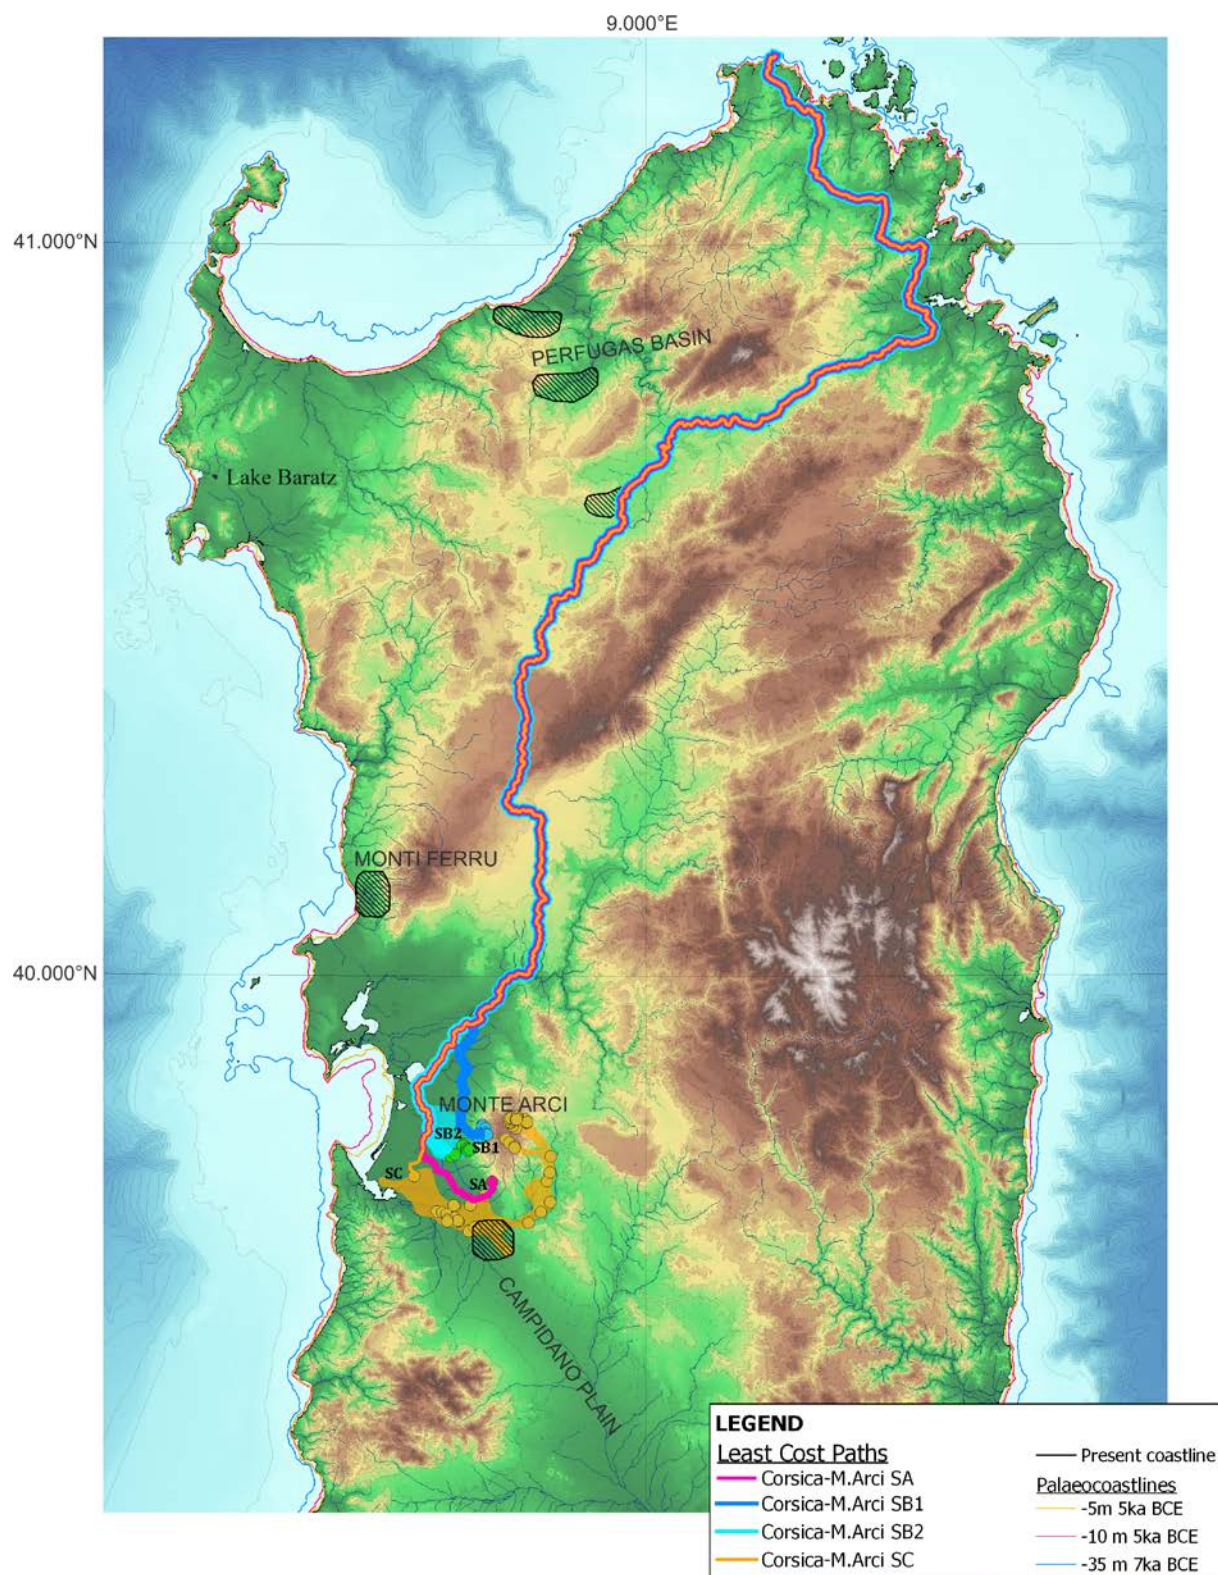 9.000°E
41.000°N
PERFUGAS BASIN
Lake Baratz
MONTI FERRU
40.000°N
MONTE ARCI
SB2
SB1
SC
SA
CAMPIDANO PLAIN
LEGEND
Least Cost Paths
Corsica-M.Arci SA
Corsica-M.Arci SB1
Corsica-M.Arci SB2
Corsica-M.Arci SC
Present coastline
Palaeocoastlines
-5m 5ka BCE
-10 m 5ka BCE
-35 m 7ka BCE